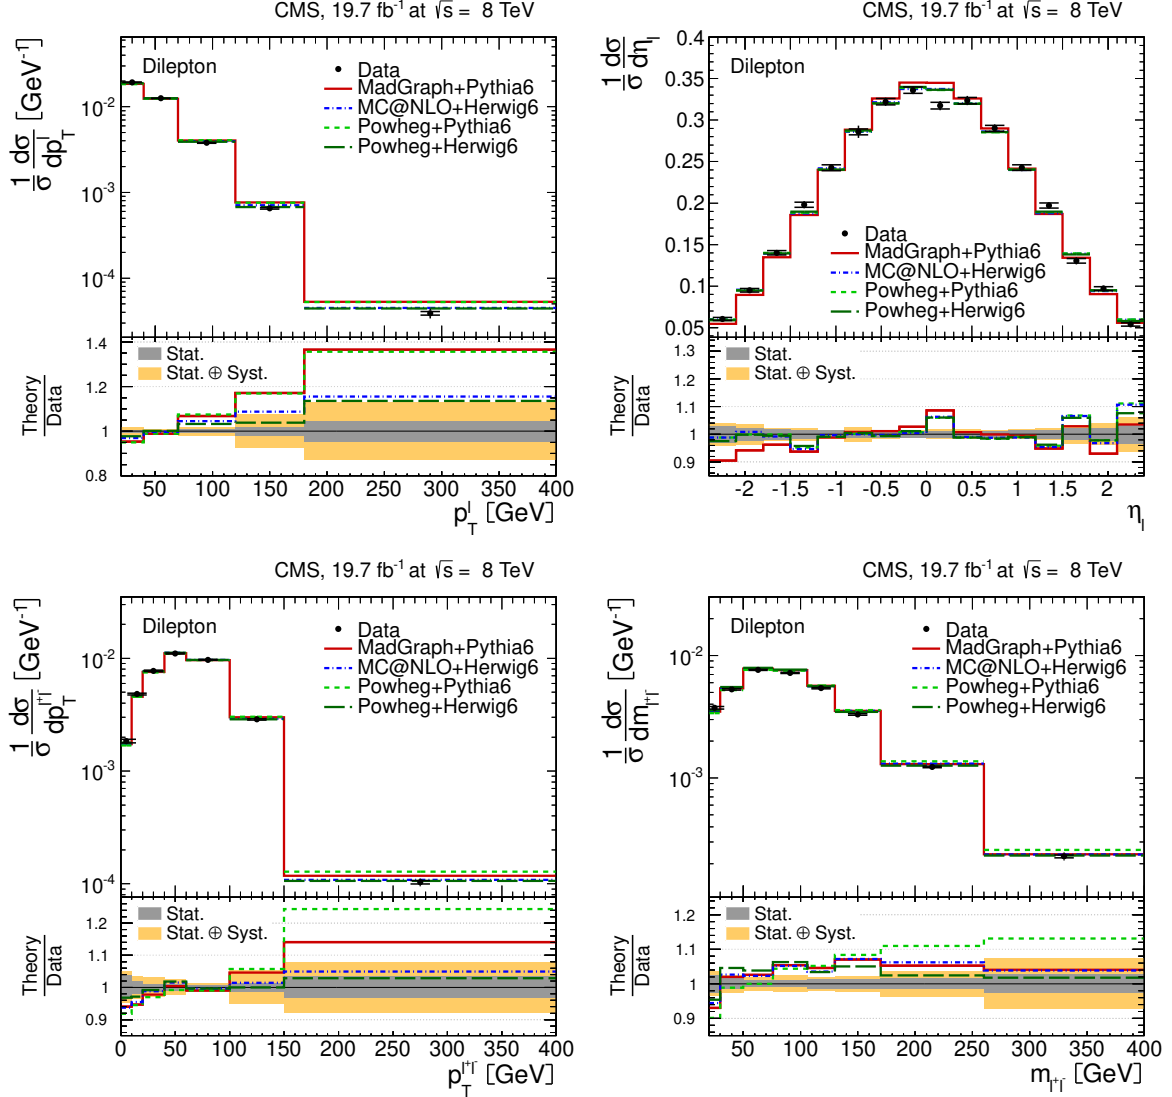 CMS, 19.7 fb⁻¹ at √s = 8 TeV
Dilepton
Data
MadGraph+Pythia6
MC@NLO+Herwig6
Powheg+Pythia6
Powheg+Herwig6
1/σ dσ/dp_T^l [GeV⁻¹]
10⁻²
10⁻³
10⁻⁴
Stat.
Stat. ⊕ Syst.
Theory/Data
1.4
1.2
1
0.8
50 100 150 200 250 300 350 400
p_T^l [GeV]
CMS, 19.7 fb⁻¹ at √s = 8 TeV
Dilepton
1/σ dσ/dη_l
0.4
0.35
0.3
0.25
0.2
0.15
0.1
0.05
Data
MadGraph+Pythia6
MC@NLO+Herwig6
Powheg+Pythia6
Powheg+Herwig6
Stat.
Stat. ⊕ Syst.
Theory/Data
1.3
1.2
1.1
1
0.9
-2 -1.5 -1 -0.5 0 0.5 1 1.5 2
η_l
CMS, 19.7 fb⁻¹ at √s = 8 TeV
Dilepton
Data
MadGraph+Pythia6
MC@NLO+Herwig6
Powheg+Pythia6
Powheg+Herwig6
1/σ dσ/dp_T^{l⁺l⁻} [GeV⁻¹]
10⁻²
10⁻³
10⁻⁴
Stat.
Stat. ⊕ Syst.
Theory/Data
1.2
1.1
1
0.9
0 50 100 150 200 250 300 350 400
p_T^{l⁺l⁻} [GeV]
CMS, 19.7 fb⁻¹ at √s = 8 TeV
Dilepton
Data
MadGraph+Pythia6
MC@NLO+Herwig6
Powheg+Pythia6
Powheg+Herwig6
1/σ dσ/dm_{l⁺l⁻} [GeV⁻¹]
10⁻²
10⁻³
Stat.
Stat. ⊕ Syst.
Theory/Data
1.2
1.1
1
0.9
50 100 150 200 250 300 350 400
m_{l⁺l⁻} [GeV]